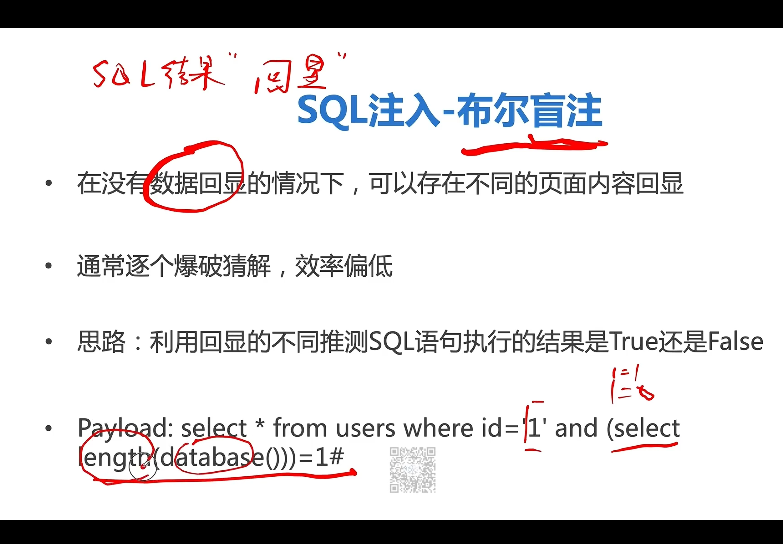 SQL结果"回显"
SQL注入-布尔盲注
• 在没有数据回显的情况下，可以存在不同的页面内容回显
• 通常逐个爆破猜解，效率偏低
• 思路：利用回显的不同推测SQL语句执行的结果是True还是False
1=1
1=0
• Payload: select * from users where id='1' and (select
length(database()))=1#